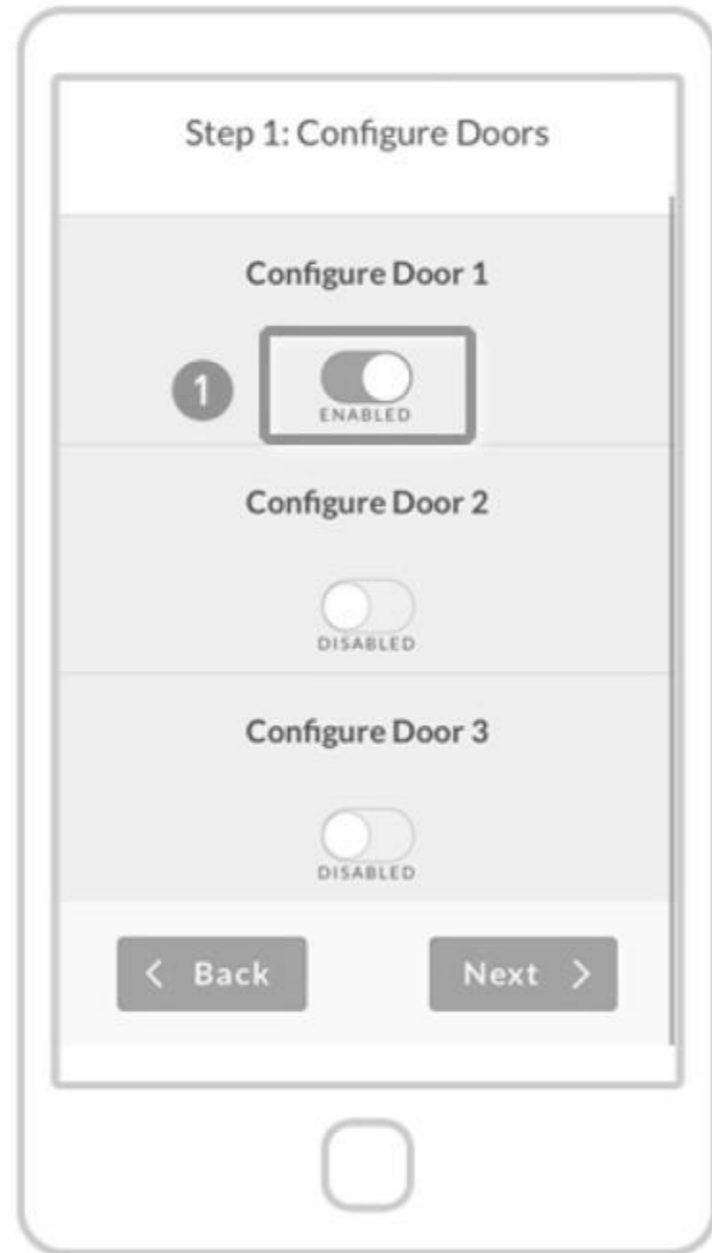 Step 1: Configure Doors
Configure Door 1
1
ENABLED
Configure Door 2
DISABLED
Configure Door 3
DISABLED
< Back
Next >